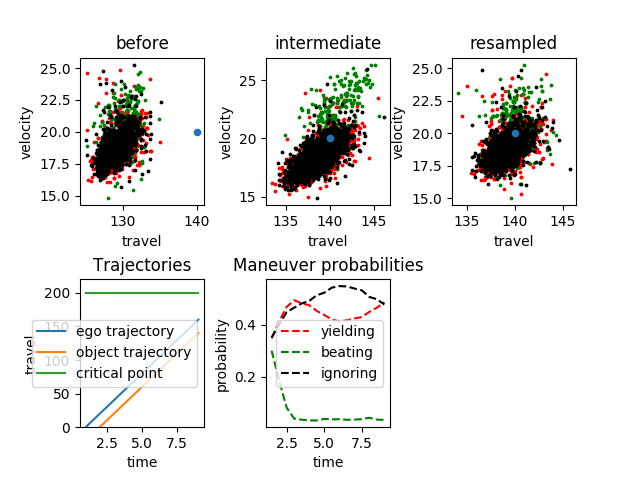 before
intermediate
resampled
25.0
22.5
20.0
17.5
15.0
velocity
130
140
travel
25
20
15
velocity
135
140
145
travel
25.0
22.5
20.0
17.5
15.0
velocity
135
140
145
travel
Trajectories
Maneuver probabilities
200
150
100
50
0
travel
ego trajectory
object trajectory
critical point
2.5
5.0
7.5
time
0.4
0.2
probability
yielding
beating
ignoring
2.5
5.0
7.5
time